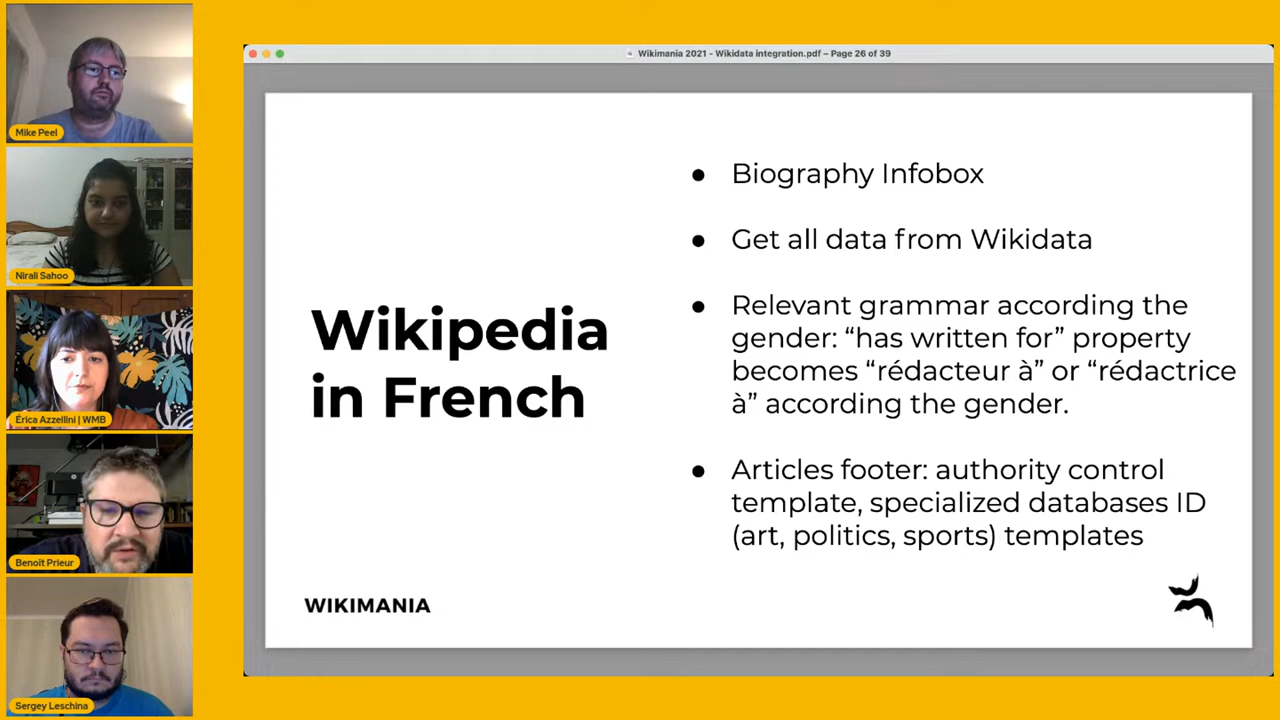 Wikimania 2021 - Wikidata integration.pdf – Page 26 of 39
Mike Peel
Nirali Sahoo
Érica Azzellini | WMB
Benoît Prieur
Sergey Leschina
Wikipedia
in French
● Biography Infobox
● Get all data from Wikidata
● Relevant grammar according the
gender: “has written for” property
becomes “rédacteur à” or “rédactrice
à” according the gender.
● Articles footer: authority control
template, specialized databases ID
(art, politics, sports) templates
WIKIMANIA